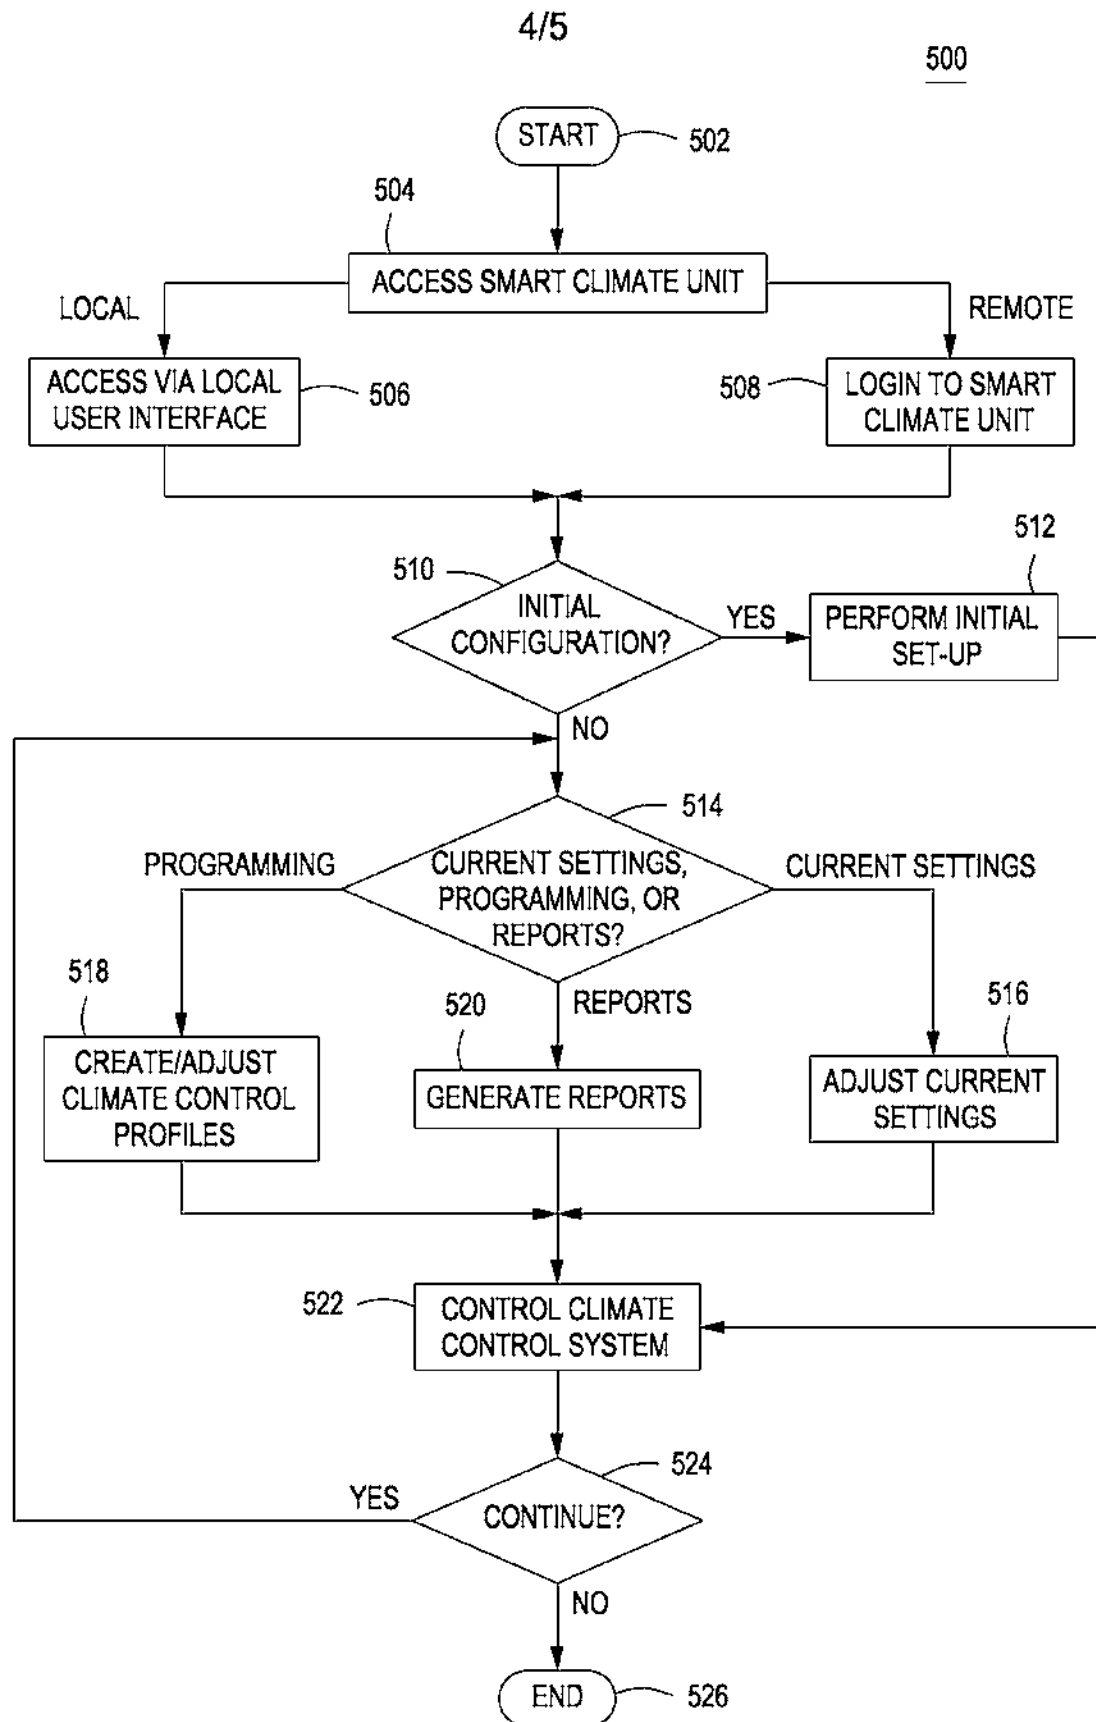 4/5
500
START
502
504
ACCESS SMART CLIMATE UNIT
LOCAL
REMOTE
ACCESS VIA LOCAL
USER INTERFACE
506
508
LOGIN TO SMART
CLIMATE UNIT
510
INITIAL
CONFIGURATION?
YES
512
PERFORM INITIAL
SET-UP
NO
514
PROGRAMMING
CURRENT SETTINGS,
PROGRAMMING, OR
REPORTS?
CURRENT SETTINGS
518
CREATE/ADJUST
CLIMATE CONTROL
PROFILES
520
REPORTS
GENERATE REPORTS
516
ADJUST CURRENT
SETTINGS
522
CONTROL CLIMATE
CONTROL SYSTEM
524
YES
CONTINUE?
NO
END
526